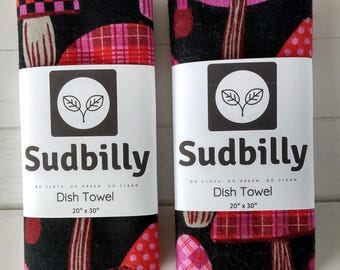 Sudbilly
GO CLOTH. GO GREEN. GO CLEAN.
Dish Towel
20" x 30"
Sudbilly
GO CLOTH. GO GREEN. GO CLEAN.
Dish Towel
20" x 30"